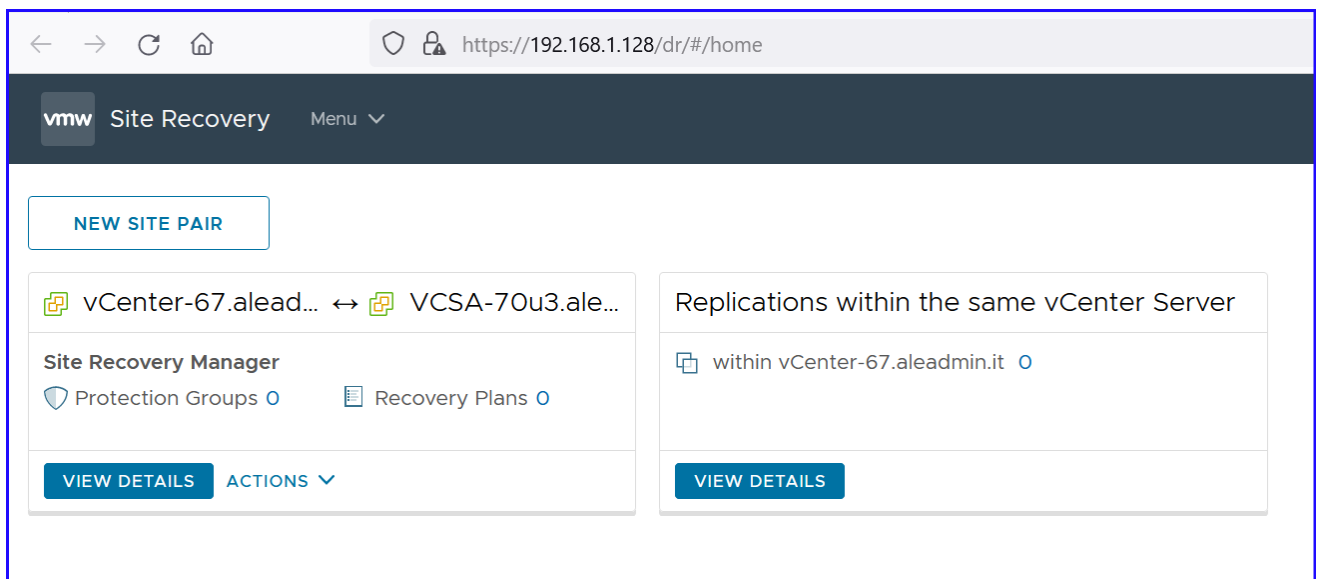 https://192.168.1.128/dr/#/home
vmw Site Recovery Menu
NEW SITE PAIR
vCenter-67.alead... ↔ VCSA-70u3.ale...
Site Recovery Manager
Protection Groups 0 Recovery Plans 0
VIEW DETAILS ACTIONS
Replications within the same vCenter Server
within vCenter-67.aleadmin.it 0
VIEW DETAILS